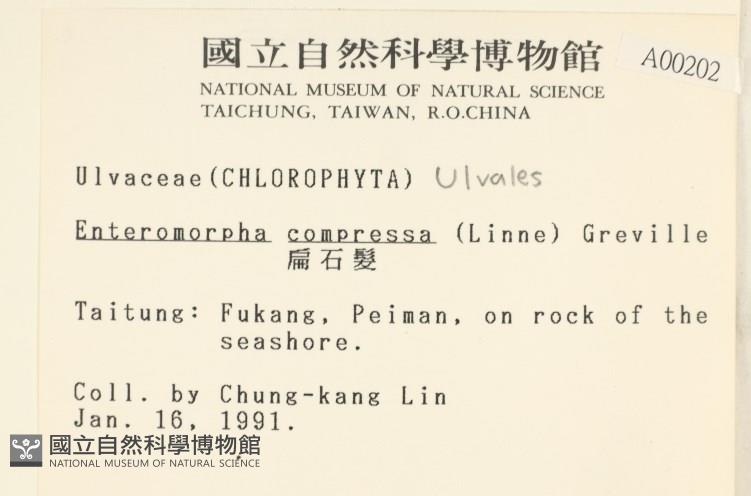 國立自然科學博物館
A00202
NATIONAL MUSEUM OF NATURAL SCIENCE
TAICHUNG, TAIWAN, R.O.CHINA
Ulvaceae(CHLOROPHYTA) Ulvales
Enteromorpha compressa (Linne) Greville
扁石髮
Taitung: Fukang, Peiman, on rock of the
seashore.
Coll. by Chung-kang Lin
Jan. 16, 1991.
國立自然科學博物館
NATIONAL MUSEUM OF NATURAL SCIENCE